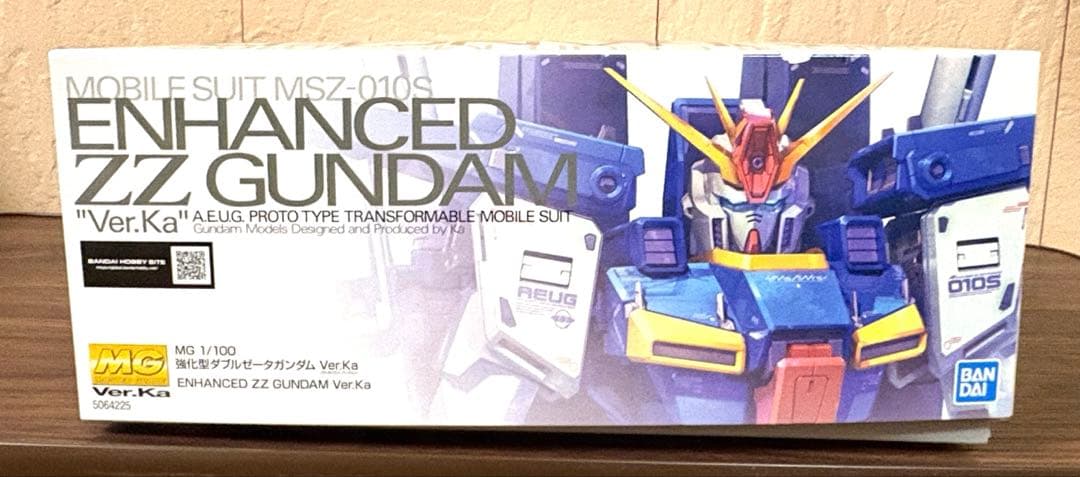 MOBILE SUIT MSZ-010S
ENHANCED
ZZ GUNDAM
"Ver.Ka" A.E.U.G. PROTO TYPE TRANSFORMABLE MOBILE SUIT
Gundam Models Designed and Produced by Ka
BANDAI HOBBY SITE
AEUG
010S
MG
Ver.Ka
MG 1/100
強化型ダブルゼータガンダム Ver.Ka
ENHANCED ZZ GUNDAM Ver.Ka
5064225
BAN
DAI